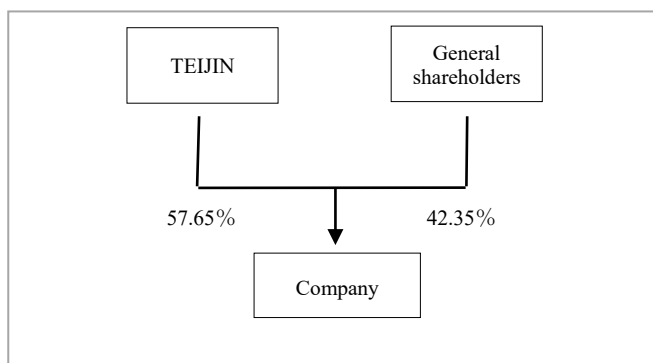 TEIJIN
General
shareholders
57.65%
42.35%
Company